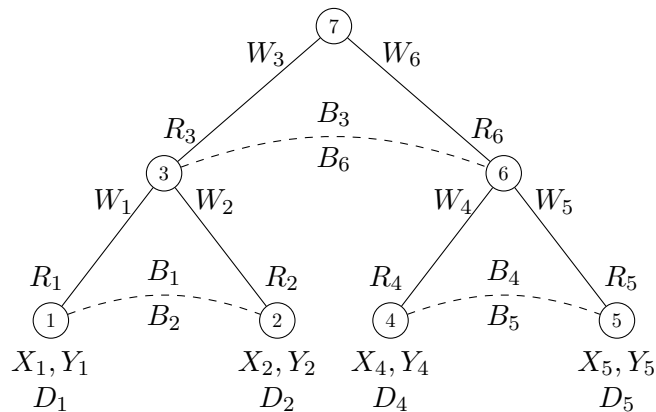 7
W₃ W₆
R₃ B₃ R₆
3 B₆ 6
W₁ W₂ W₄ W₅
R₁ B₁ R₂ R₄ B₄ R₅
1 B₂ 2 4 B₅ 5
X₁, Y₁ X₂, Y₂ X₄, Y₄ X₅, Y₅
D₁ D₂ D₄ D₅